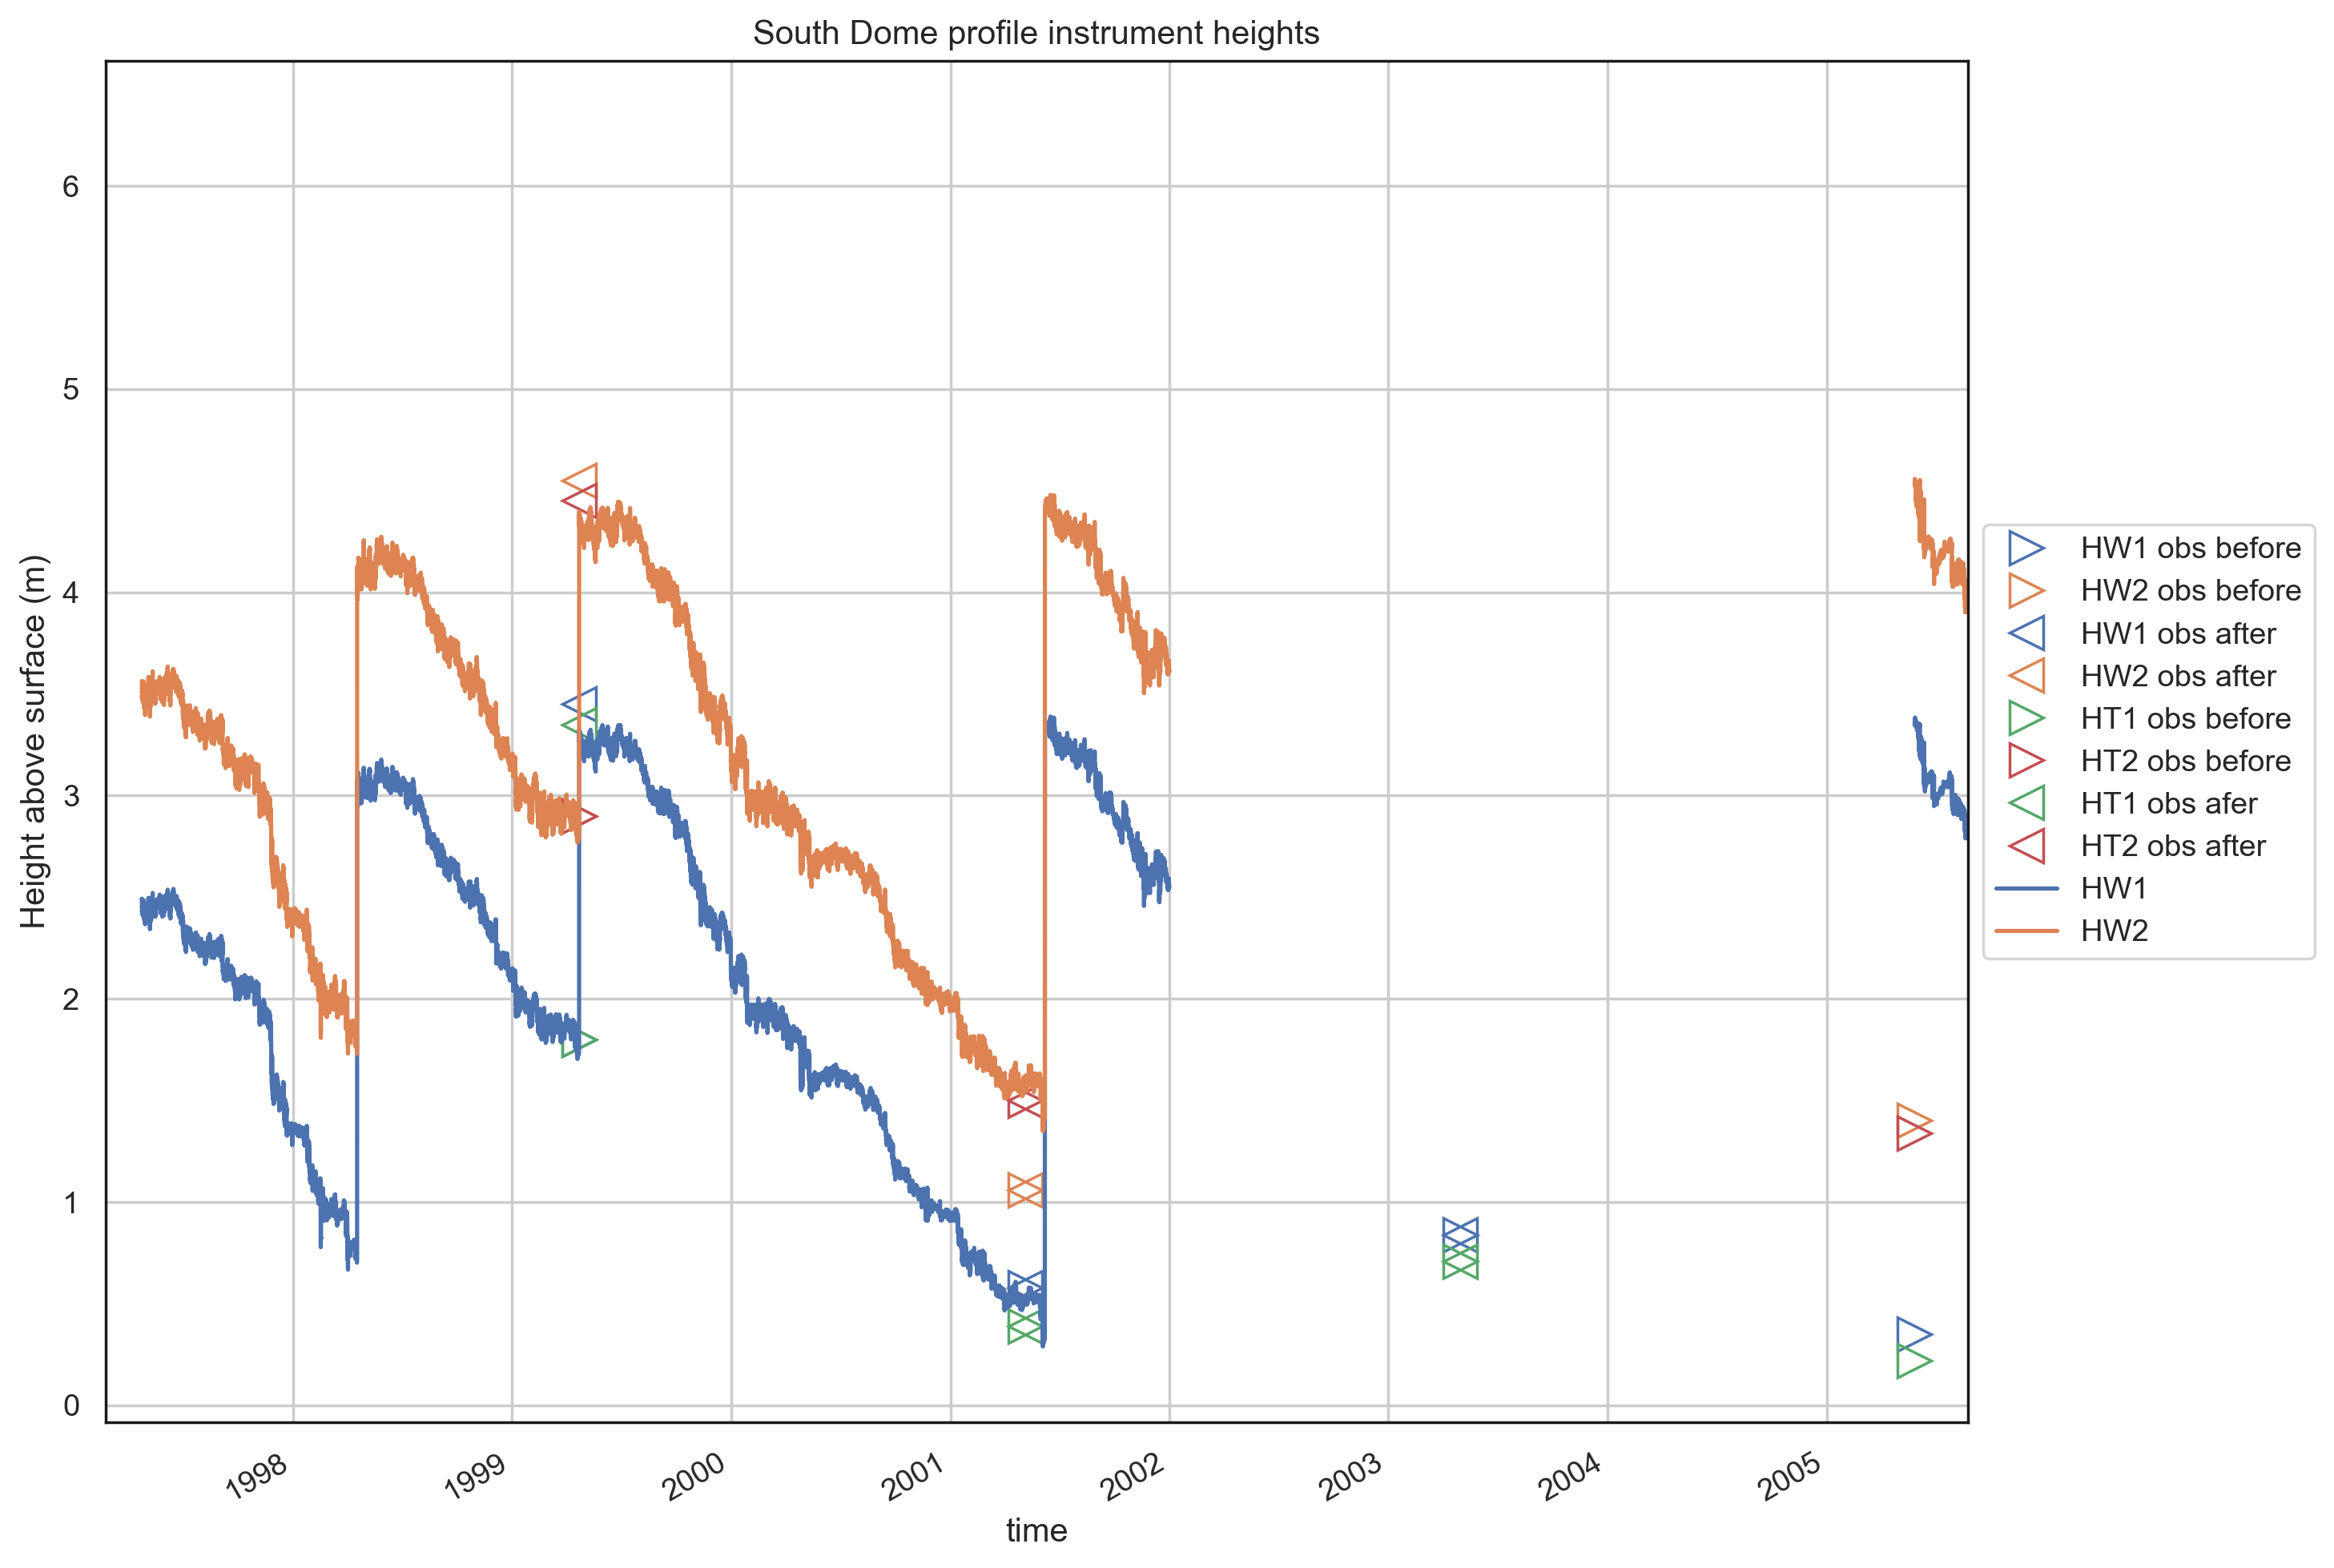 South Dome profile instrument heights
Height above surface (m)
6
5
4
3
2
1
0
1998
1999
2000
2001
2002
2003
2004
2005
time
HW1 obs before
HW2 obs before
HW1 obs after
HW2 obs after
HT1 obs before
HT2 obs before
HT1 obs afer
HT2 obs after
HW1
HW2